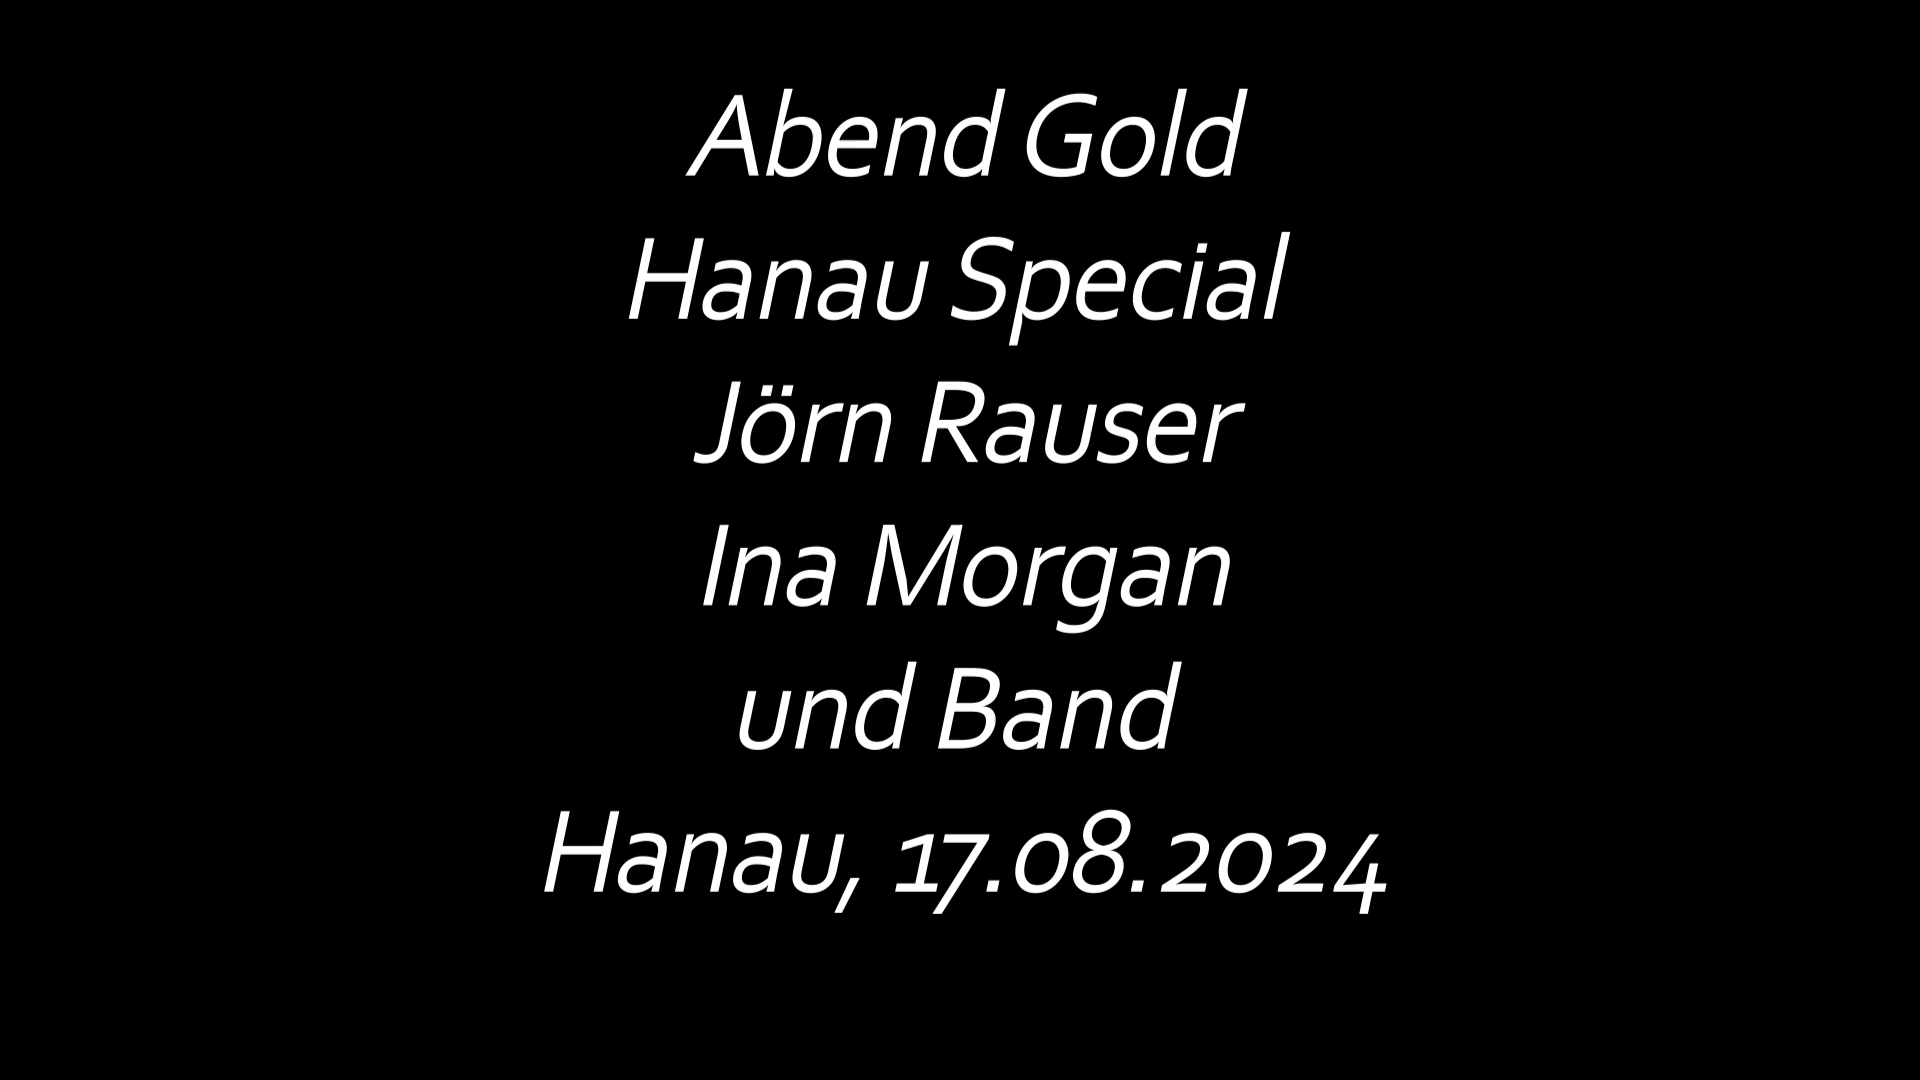 Abend Gold
Hanau Special
Jörn Rauser
Ina Morgan
und Band
Hanau, 17.08.2024